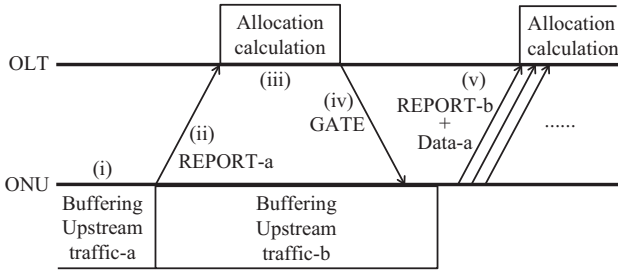 Allocation
calculation
Allocation
calculation
OLT
(iii)
(v)
(iv)
GATE
REPORT-b
+
Data-a
......
(ii)
REPORT-a
(i)
ONU
Buffering
Upstream
traffic-a
Buffering
Upstream
traffic-b